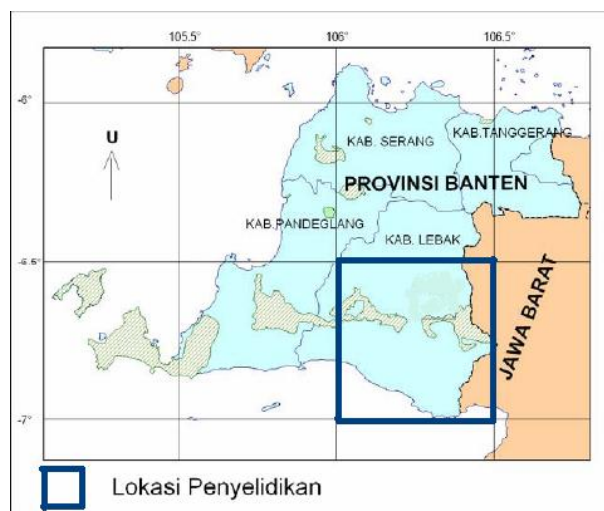 105.5
106
106.5°
-6°
U
KAB. SERANG
KAB.TANGGERANG
PROVINSI BANTEN
KAB.PANDEGLANG
KAB. LEBAK
-6.5°
JAWA BARAT
-7°
Lokasi Penyelidikan